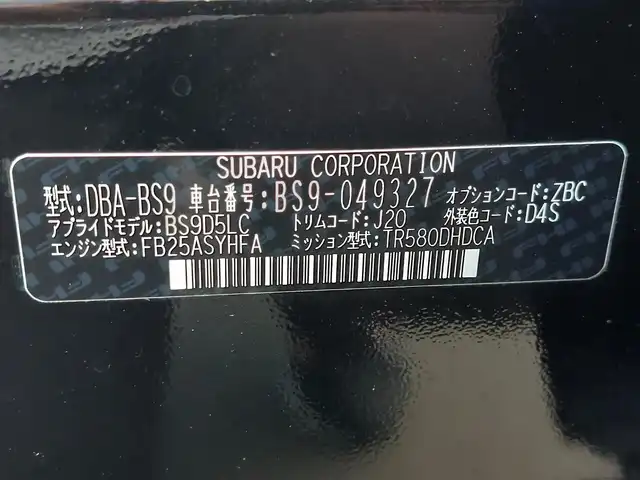 SUBARU CORPORATION
型式:DBA-BS9 車台番号:BS9-049327 オプションコード:ZBC
アプライドモデル:BS9D5LC トリムコード:J20 外装色コード:D4S
エンジン型式:FB25ASYHFA ミッション型式:TR580DHDCA